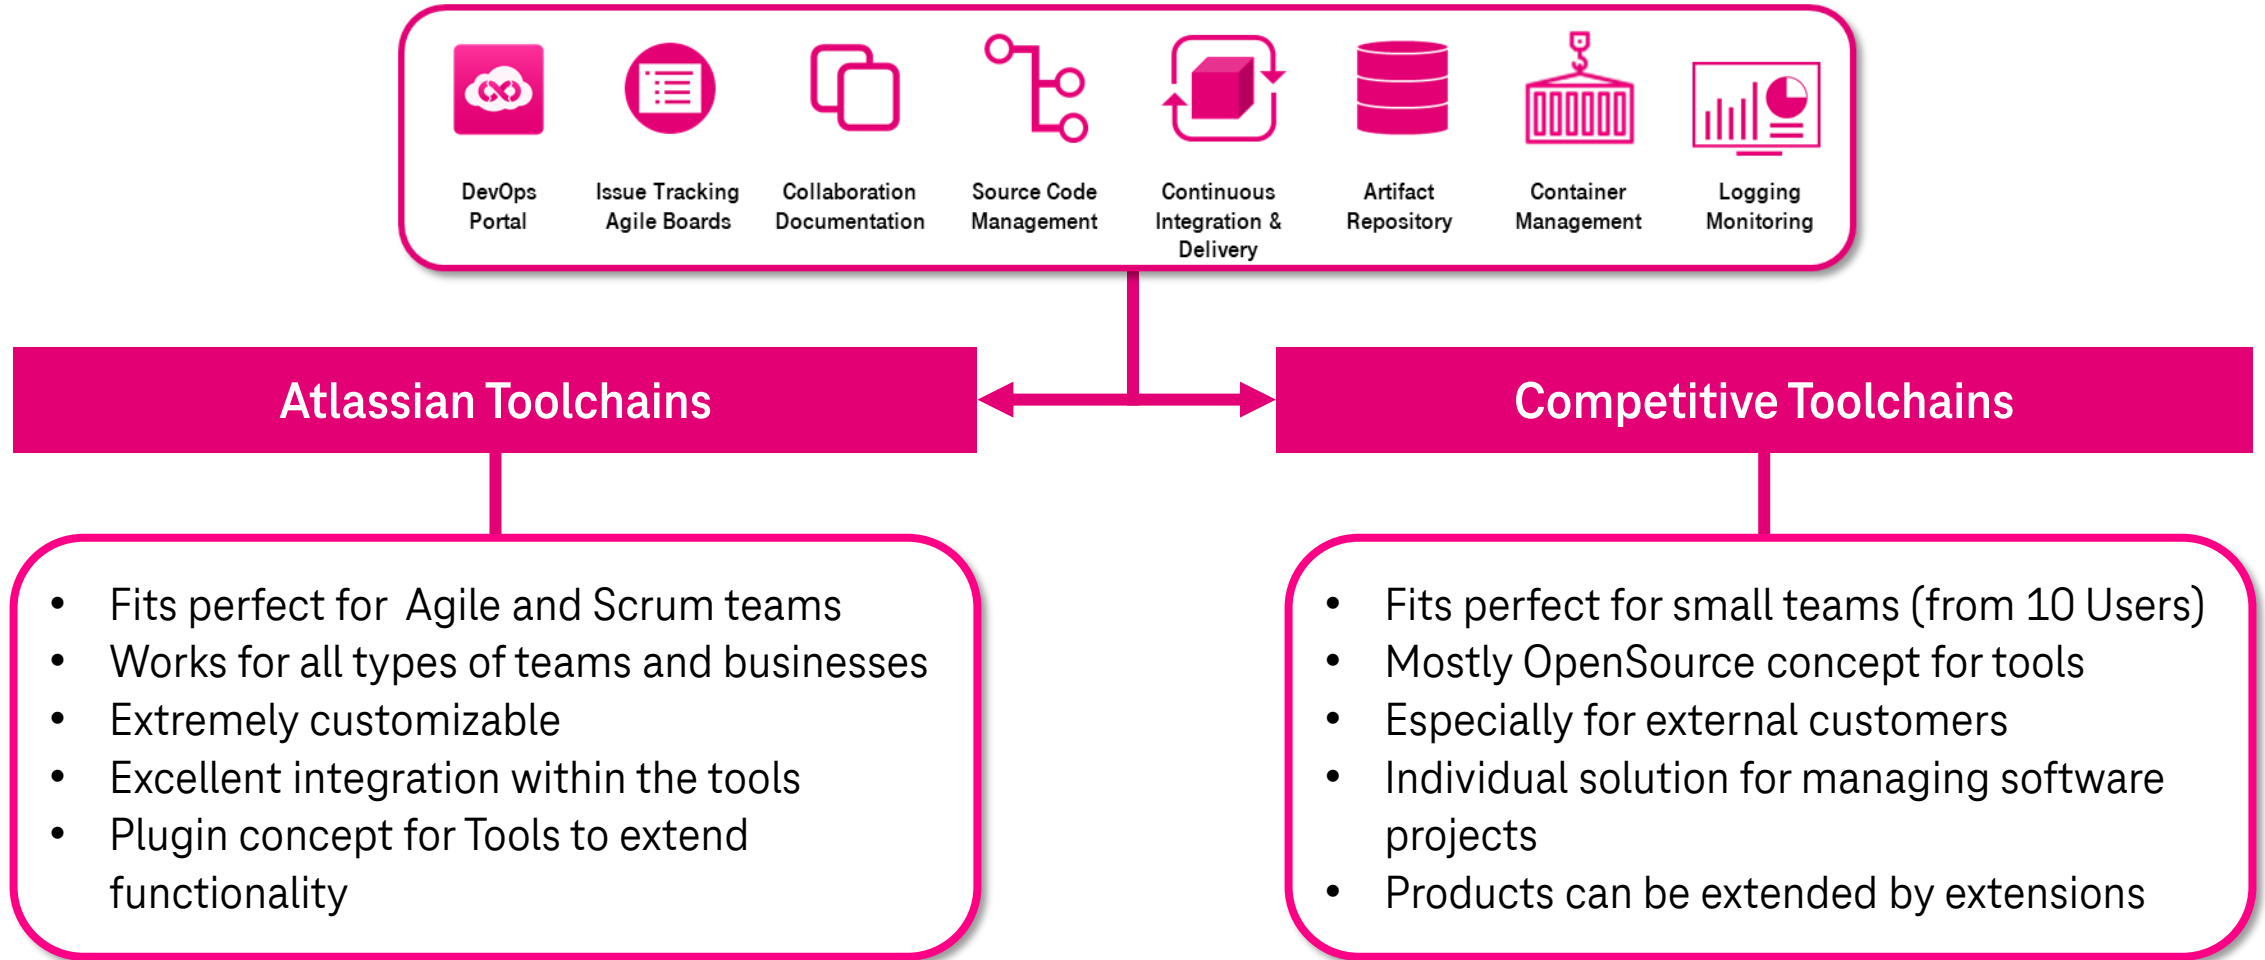 DevOps
Portal
Issue Tracking
Agile Boards
Collaboration
Documentation
Source Code
Management
Continuous
Integration &
Delivery
Artifact
Repository
Container
Management
Logging
Monitoring
Atlassian Toolchains
Competitive Toolchains
• Fits perfect for Agile and Scrum teams
• Works for all types of teams and businesses
• Extremely customizable
• Excellent integration within the tools
• Plugin concept for Tools to extend
functionality
• Fits perfect for small teams (from 10 Users)
• Mostly OpenSource concept for tools
• Especially for external customers
• Individual solution for managing software
projects
• Products can be extended by extensions